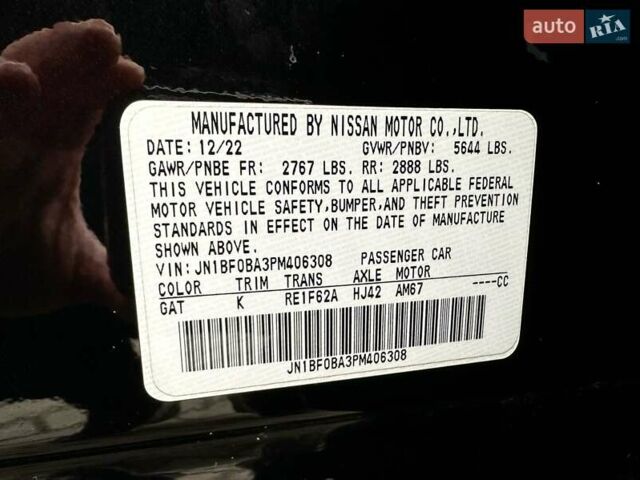 auto RIA .com
MANUFACTURED BY NISSAN MOTOR CO.,LTD.
DATE: 12/22 GVWR/PNBV: 5644 LBS.
GAWR/PNBE FR: 2767 LBS. RR: 2888 LBS.
THIS VEHICLE CONFORMS TO ALL APPLICABLE FEDERAL
MOTOR VEHICLE SAFETY,BUMPER,AND THEFT PREVENTION
STANDARDS IN EFFECT ON THE DATE OF MANUFACTURE
SHOWN ABOVE.
VIN: JN1BF0BA3PM406308 PASSENGER CAR
COLOR TRIM TRANS AXLE MOTOR
GAT K RE1F62A HJ42 AM67 ----CC
JN1BF0BA3PM406308